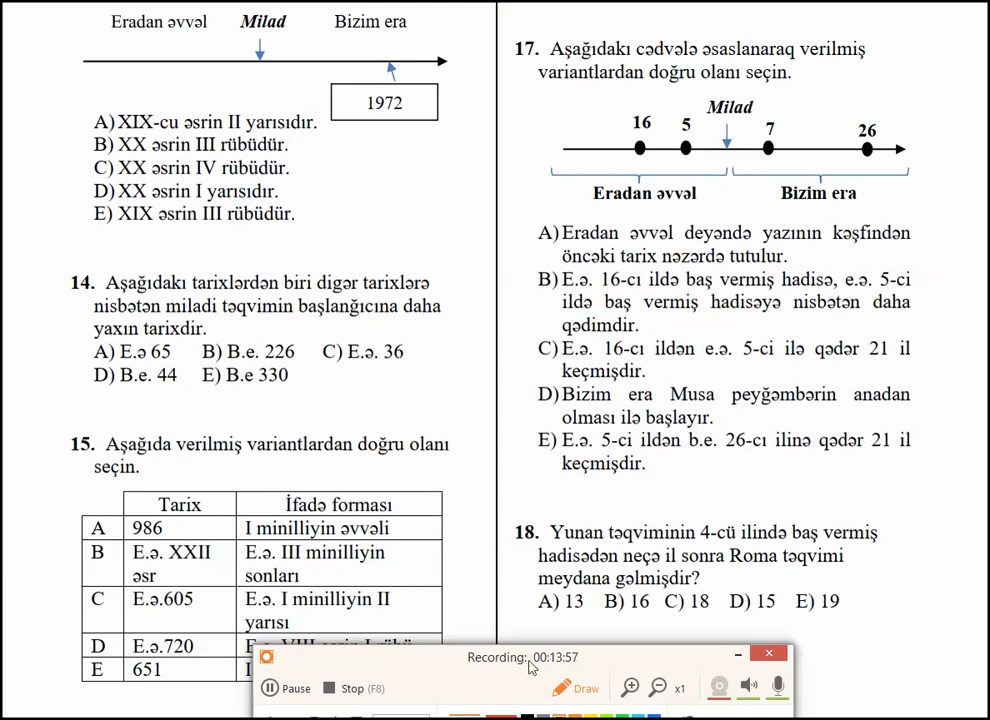 Eradan əvvəl Milad Bizim era
1972
A) XIX-cu əsrin II yarısıdır.
B) XX əsrin III rübüdür.
C) XX əsrin IV rübüdür.
D) XX əsrin I yarısıdır.
E) XIX əsrin III rübüdür.
14. Aşağıdakı tarixlərdən biri digər tarixlərə
nisbətən miladi təqvimin başlanğıcına daha
yaxın tarixdir.
A) E.ə 65 B) B.e. 226 C) E.ə. 36
D) B.e. 44 E) B.e 330
15. Aşağıda verilmiş variantlardan doğru olanı
seçin.
Tarix İfadə forması
A 986 I minilliyin əvvəli
B E.ə. XXII E.ə. III minilliyin
əsr sonları
C E.ə.605 E.ə. I minilliyin II
yarısı
D E.ə.720
E 651
17. Aşağıdakı cədvələ əsaslanaraq verilmiş
variantlardan doğru olanı seçin.
Milad
16 5 7 26
Eradan əvvəl Bizim era
A) Eradan əvvəl deyəndə yazının kəşfindən
öncəki tarix nəzərdə tutulur.
B) E.ə. 16-cı ildə baş vermiş hadisə, e.ə. 5-ci
ildə baş vermiş hadisəyə nisbətən daha
qədimdir.
C) E.ə. 16-cı ildən e.ə. 5-ci ilə qədər 21 il
keçmişdir.
D) Bizim era Musa peyğəmbərin anadan
olması ilə başlayır.
E) E.ə. 5-ci ildən b.e. 26-cı ilinə qədər 21 il
keçmişdir.
18. Yunan təqviminin 4-cü ilində baş vermiş
hadisədən neçə il sonra Roma təqvimi
meydana gəlmişdir?
A) 13 B) 16 C) 18 D) 15 E) 19
Recording: 00:13:57
Pause Stop (F8) Draw x1